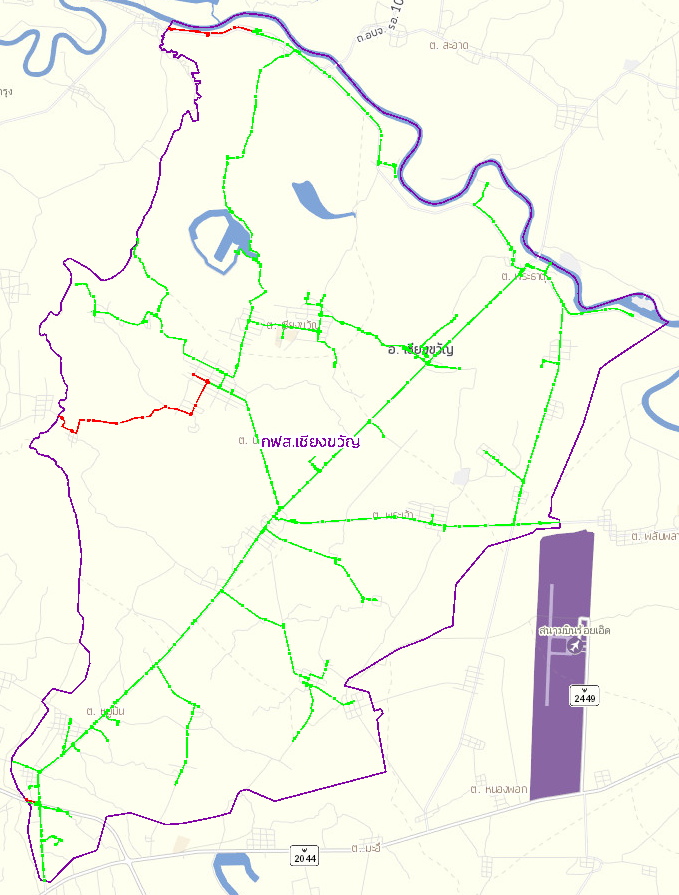 ต.อบจ. รอ. 10
ต. สะอาด
ต. พระธาตุ
ต. เชียงขวัญ
อ. เชียงขวัญ
กฟส.เชียงขวัญ
ต. พระเจ้า
ต. พลับพลา
สนามบินร้อยเอ็ด
2449
ต. หมูม้น
ต. หนองพอก
ต. มะอึ
2044